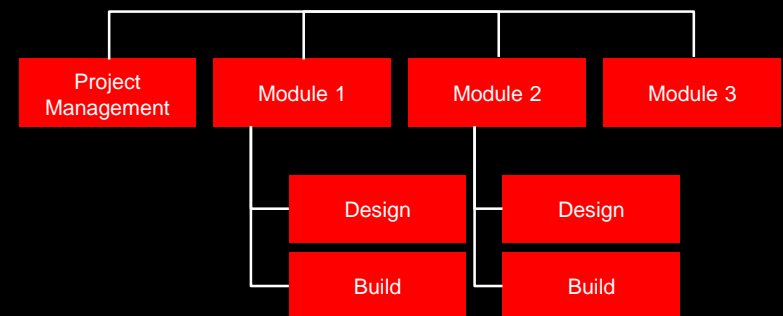 Project
Management
Module 1
Module 2
Module 3
Design
Design
Build
Build